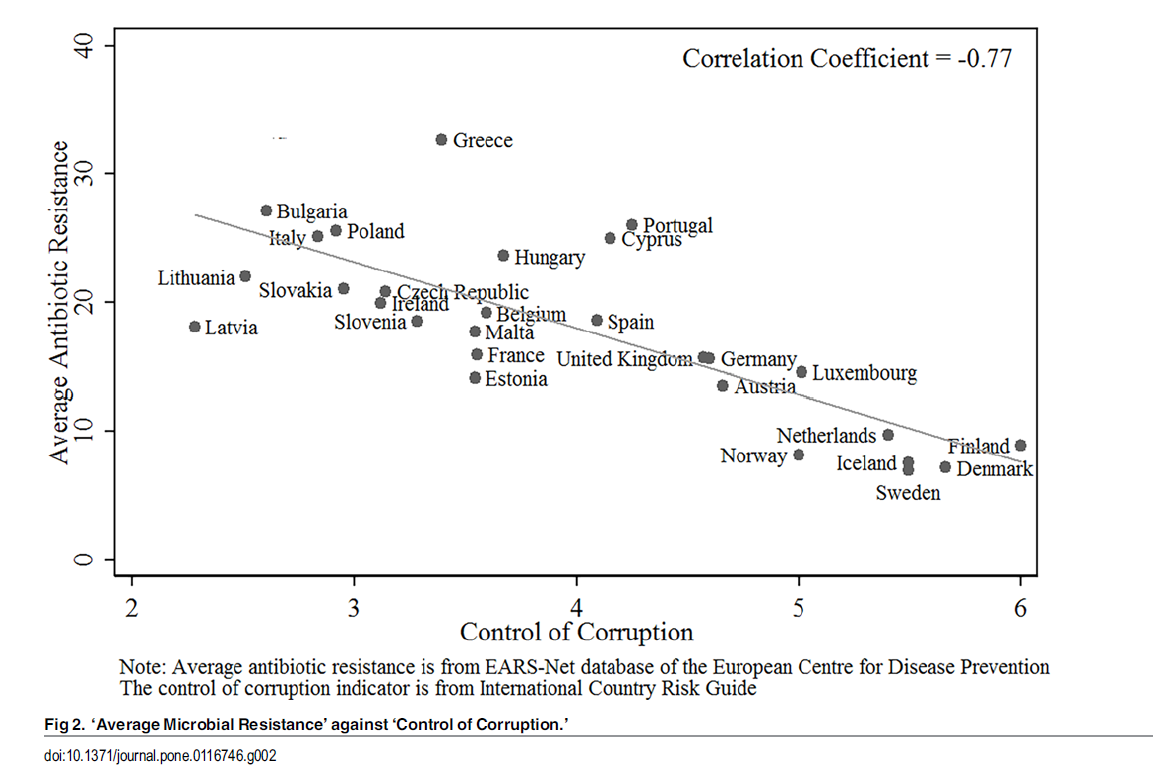 40
Correlation Coefficient = -0.77
Greece
30
Bulgaria
Portugal
Italy
Poland
Cyprus
Hungary
Lithuania
Slovakia
Czech Republic
20
Ireland
Belgium
Slovenia
Spain
Latvia
Malta
France
United Kingdom
Germany
Estonia
Luxembourg
Austria
10
Netherlands
Finland
Norway
Iceland
Denmark
Sweden
0
Average Antibiotic Resistance
2 3 4 5 6
Control of Corruption
Note: Average antibiotic resistance is from EARS-Net database of the European Centre for Disease Prevention
The control of corruption indicator is from International Country Risk Guide
Fig 2. ‘Average Microbial Resistance’ against ‘Control of Corruption.’
doi:10.1371/journal.pone.0116746.g002